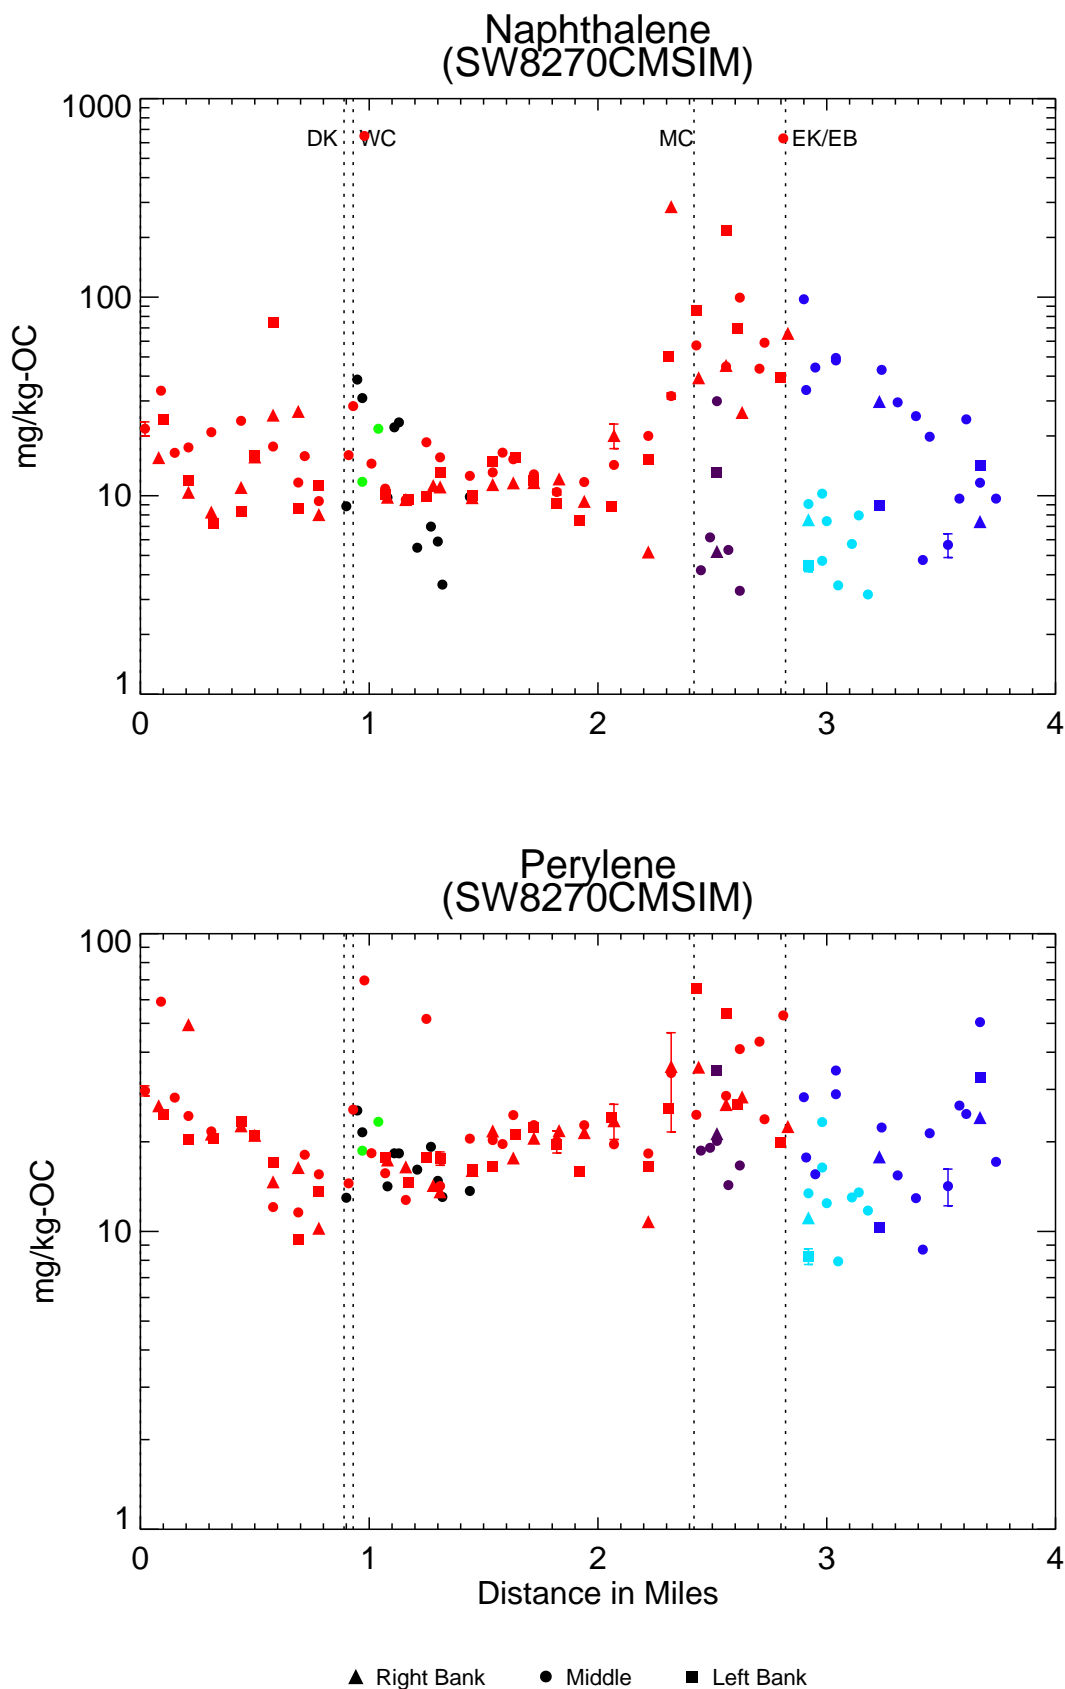 Naphthalene
(SW8270CMSIM)
1000
DK WC MC EK/EB
100
mg/kg-OC
10
1
0 1 2 3 4
Perylene
(SW8270CMSIM)
100
mg/kg-OC
10
1
0 1 2 3 4
Distance in Miles
Right Bank Middle Left Bank